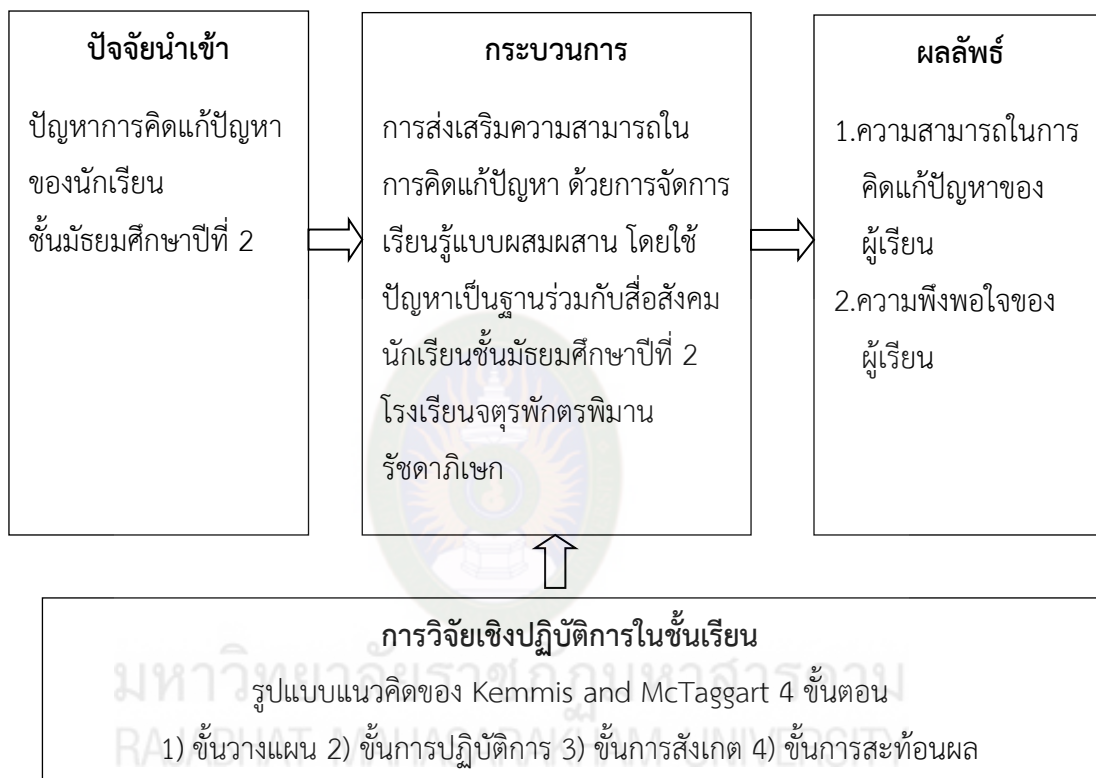 ปัจจัยนำเข้า
ปัญหาการคิดแก้ปัญหา
ของนักเรียน
ชั้นมัธยมศึกษาปีที่ 2
กระบวนการ
การส่งเสริมความสามารถใน
การคิดแก้ปัญหา ด้วยการจัดการ
เรียนรู้แบบผสมผสาน โดยใช้
ปัญหาเป็นฐานร่วมกับสื่อสังคม
นักเรียนชั้นมัธยมศึกษาปีที่ 2
โรงเรียนจตุรพักตรพิมาน
รัชดาภิเษก
ผลลัพธ์
1.ความสามารถในการ
คิดแก้ปัญหาของ
ผู้เรียน
2.ความพึงพอใจของ
ผู้เรียน
การวิจัยเชิงปฏิบัติการในชั้นเรียน
รูปแบบแนวคิดของ Kemmis and McTaggart 4 ขั้นตอน
1) ขั้นวางแผน 2) ขั้นการปฏิบัติการ 3) ขั้นการสังเกต 4) ขั้นการสะท้อนผล
มหาวิทยาลัยราชภัฏมหาสารคาม
RAJABHAT MAHASARAKHAM UNIVERSITY